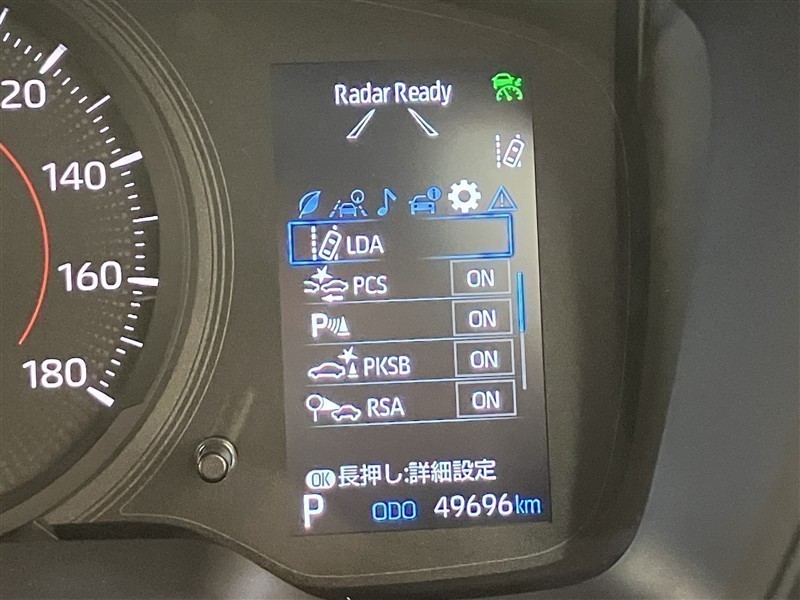 20
140
160
180
Radar Ready
LDA
PCS ON
P ON
PKSB ON
RSA ON
OK 長押し:詳細設定
P ODO 49696km